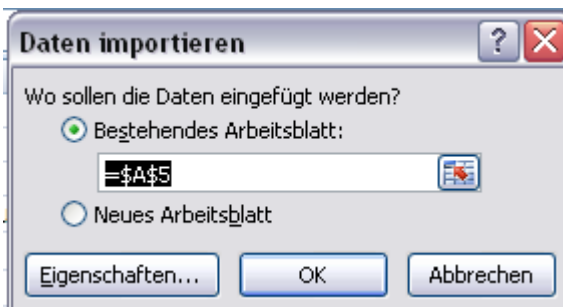 Daten importieren
Wo sollen die Daten eingefügt werden?
Bestehendes Arbeitsblatt:
=$A$5
Neues Arbeitsblatt
Eigenschaften... OK Abbrechen